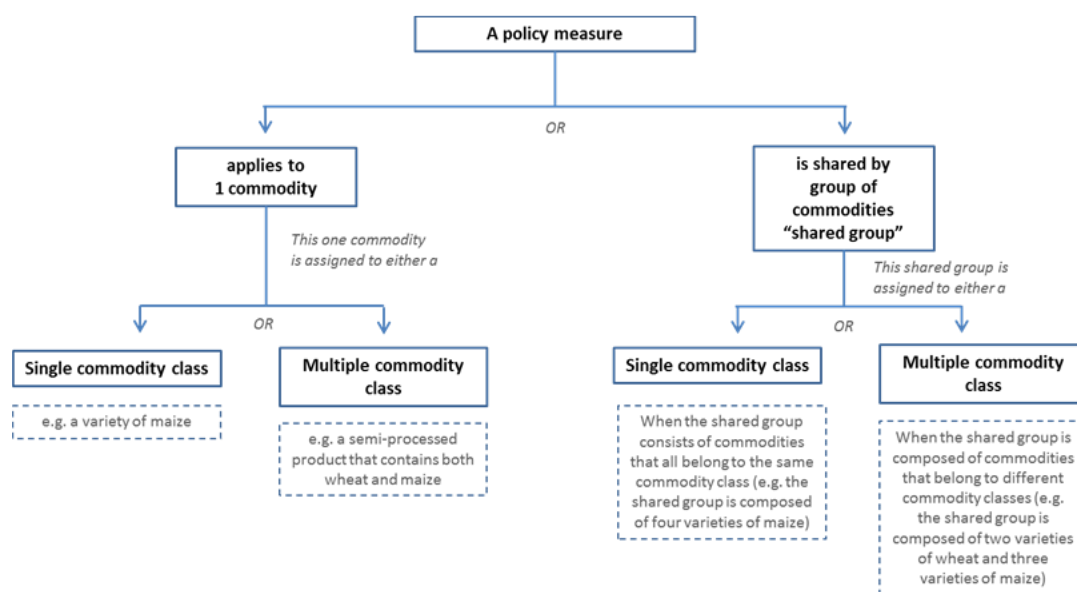 A policy measure
OR
applies to
1 commodity
is shared by
group of
commodities
“shared group”
This one commodity
is assigned to either a
This shared group is
assigned to either a
OR
OR
Single commodity class
Multiple commodity
class
Single commodity class
Multiple commodity
class
e.g. a variety of maize
e.g. a semi-processed
product that contains both
wheat and maize
When the shared group
consists of commodities
that all belong to the same
commodity class (e.g. the
shared group is composed
of four varieties of maize)
When the shared group is
composed of commodities
that belong to different
commodity classes (e.g.
the shared group is
composed of two varieties
of wheat and three
varieties of maize)